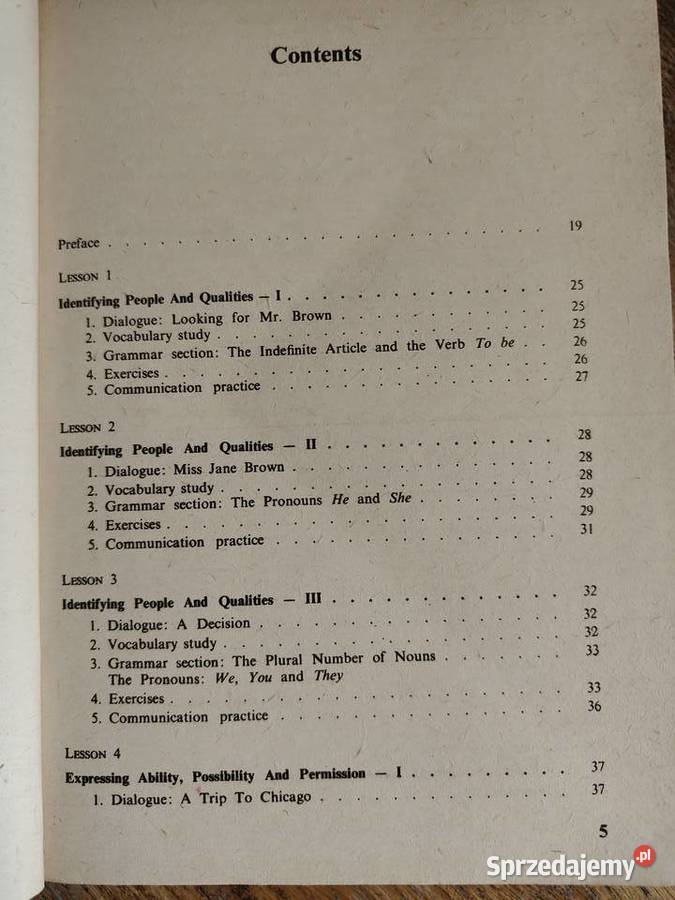 Contents
Preface . . . . . . . . . . . . . . . . . . . . . . . . 19
LESSON 1
Identifying People And Qualities – I . . . . . . . . . . . . . 25
1. Dialogue: Looking for Mr. Brown . . . . . . . . . . . 25
2. Vocabulary study . . . . . . . . . . . . . . . . . 25
3. Grammar section: The Indefinite Article and the Verb To be . . 26
4. Exercises . . . . . . . . . . . . . . . . . . . . 26
5. Communication practice . . . . . . . . . . . . . . 27
LESSON 2
Identifying People And Qualities – II . . . . . . . . . . . . 28
1. Dialogue: Miss Jane Brown . . . . . . . . . . . . . 28
2. Vocabulary study . . . . . . . . . . . . . . . . . 28
3. Grammar section: The Pronouns He and She . . . . . . . 29
4. Exercises . . . . . . . . . . . . . . . . . . . . 29
5. Communication practice . . . . . . . . . . . . . . 31
LESSON 3
Identifying People And Qualities – III . . . . . . . . . . . . 32
1. Dialogue: A Decision . . . . . . . . . . . . . . . 32
2. Vocabulary study . . . . . . . . . . . . . . . . . 32
3. Grammar section: The Plural Number of Nouns . . . . . . 33
The Pronouns: We, You and They
4. Exercises . . . . . . . . . . . . . . . . . . . . 33
5. Communication practice . . . . . . . . . . . . . . 36
LESSON 4
Expressing Ability, Possibility And Permission – I . . . . . . . . 37
1. Dialogue: A Trip To Chicago . . . . . . . . . . . . 37
5
Sprzedajemy.pl